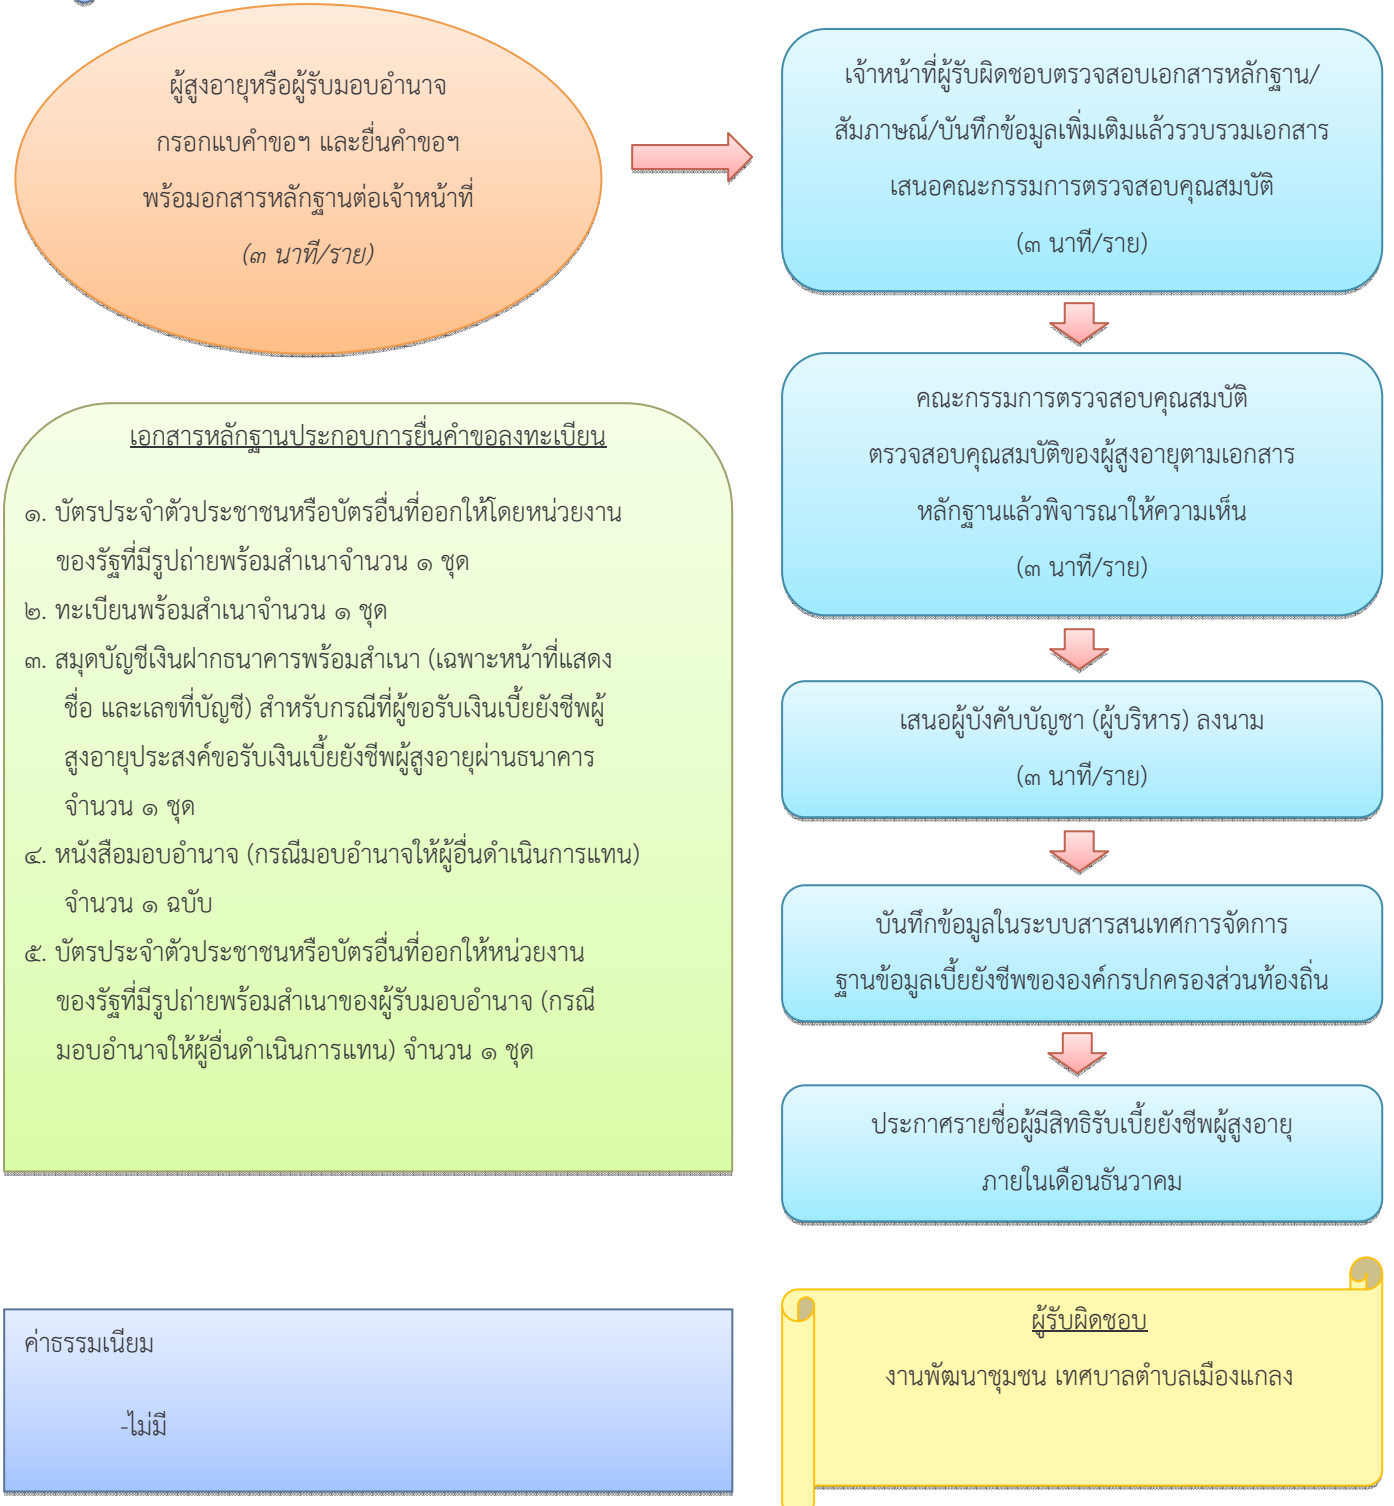 ผู้สูงอายุหรือผู้รับมอบอำนาจ
กรอกแบคำขอฯ และยื่นคำขอฯ
พร้อมอกสารหลักฐานต่อเจ้าหน้าที่
(๓ นาที/ราย)
เจ้าหน้าที่ผู้รับผิดชอบตรวจสอบเอกสารหลักฐาน/
สัมภาษณ์/บันทึกข้อมูลเพิ่มเติมแล้วรวบรวมเอกสาร
เสนอคณะกรรมการตรวจสอบคุณสมบัติ
(๓ นาที/ราย)
คณะกรรมการตรวจสอบคุณสมบัติ
ตรวจสอบคุณสมบัติของผู้สูงอายุตามเอกสาร
หลักฐานแล้วพิจารณาให้ความเห็น
(๓ นาที/ราย)
เสนอผู้บังคับบัญชา (ผู้บริหาร) ลงนาม
(๓ นาที/ราย)
บันทึกข้อมูลในระบบสารสนเทศการจัดการ
ฐานข้อมูลเบี้ยยังชีพขององค์กรปกครองส่วนท้องถิ่น
ประกาศรายชื่อผู้มีสิทธิรับเบี้ยยังชีพผู้สูงอายุ
ภายในเดือนธันวาคม
เอกสารหลักฐานประกอบการยื่นคำขอลงทะเบียน
๑. บัตรประจำตัวประชาชนหรือบัตรอื่นที่ออกให้โดยหน่วยงาน
ของรัฐที่มีรูปถ่ายพร้อมสำเนาจำนวน ๑ ชุด
๒. ทะเบียนพร้อมสำเนาจำนวน ๑ ชุด
๓. สมุดบัญชีเงินฝากธนาคารพร้อมสำเนา (เฉพาะหน้าที่แสดง
ชื่อ และเลขที่บัญชี) สำหรับกรณีที่ผู้ขอรับเงินเบี้ยยังชีพผู้
สูงอายุประสงค์ขอรับเงินเบี้ยยังชีพผู้สูงอายุผ่านธนาคาร
จำนวน ๑ ชุด
๔. หนังสือมอบอำนาจ (กรณีมอบอำนาจให้ผู้อื่นดำเนินการแทน)
จำนวน ๑ ฉบับ
๕. บัตรประจำตัวประชาชนหรือบัตรอื่นที่ออกให้หน่วยงาน
ของรัฐที่มีรูปถ่ายพร้อมสำเนาของผู้รับมอบอำนาจ (กรณี
มอบอำนาจให้ผู้อื่นดำเนินการแทน) จำนวน ๑ ชุด
ค่าธรรมเนียม
-ไม่มี
ผู้รับผิดชอบ
งานพัฒนาชุมชน เทศบาลตำบลเมืองแกลง